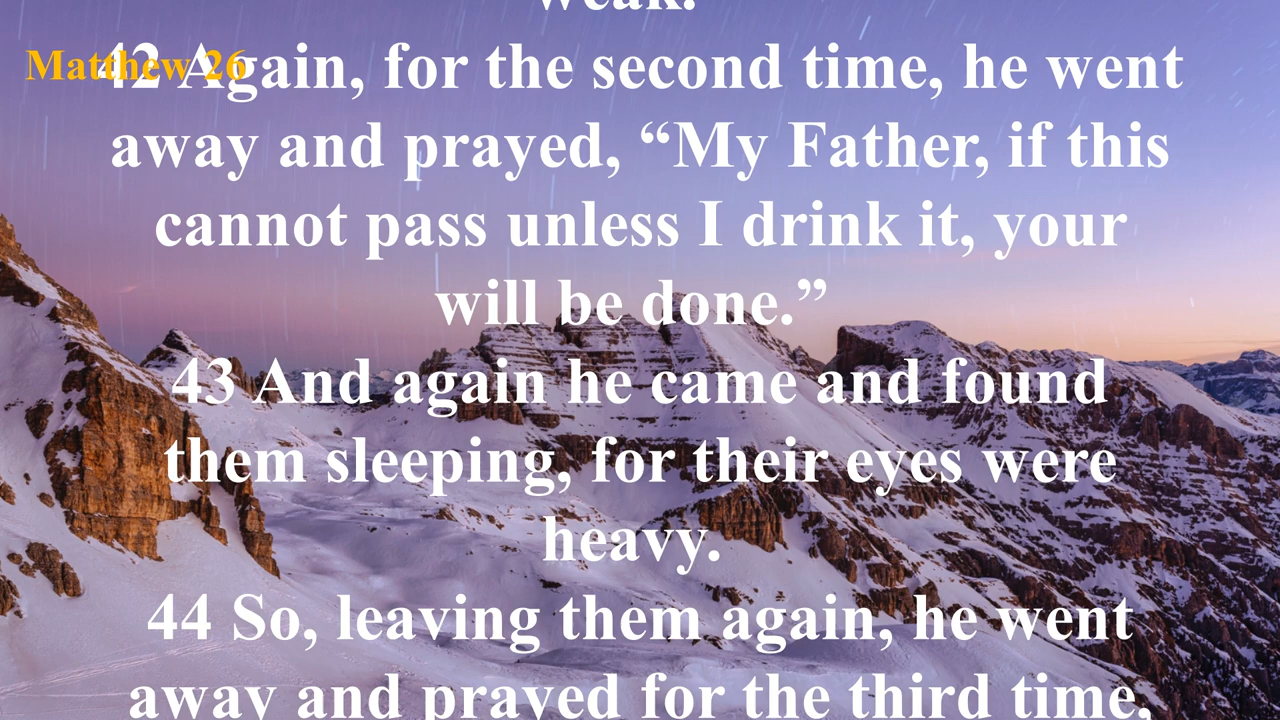 weak.
Matthew 26
42 Again, for the second time, he went
away and prayed, “My Father, if this
cannot pass unless I drink it, your
will be done.”
43 And again he came and found
them sleeping, for their eyes were
heavy.
44 So, leaving them again, he went
away and prayed for the third time,